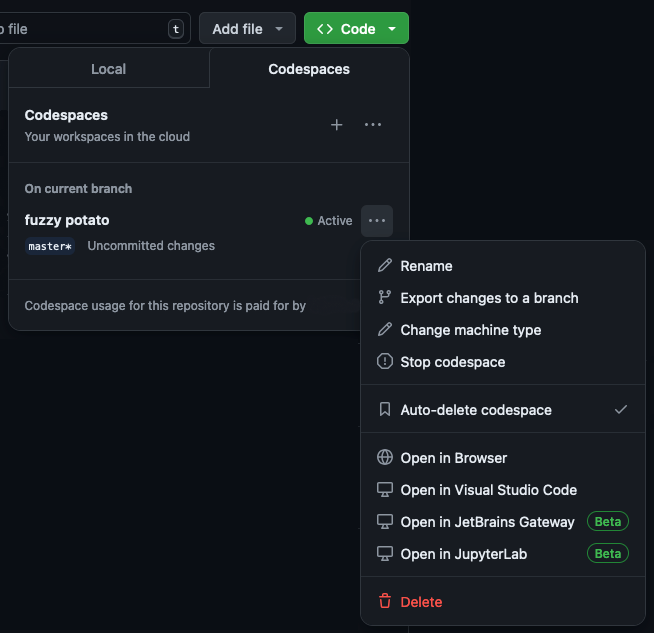 file
t
Add file
<> Code
Local
Codespaces
Codespaces
Your workspaces in the cloud
On current branch
fuzzy potato
Active
master*
Uncommitted changes
Codespace usage for this repository is paid for by
Rename
Export changes to a branch
Change machine type
Stop codespace
Auto-delete codespace
Open in Browser
Open in Visual Studio Code
Open in JetBrains Gateway Beta
Open in JupyterLab Beta
Delete